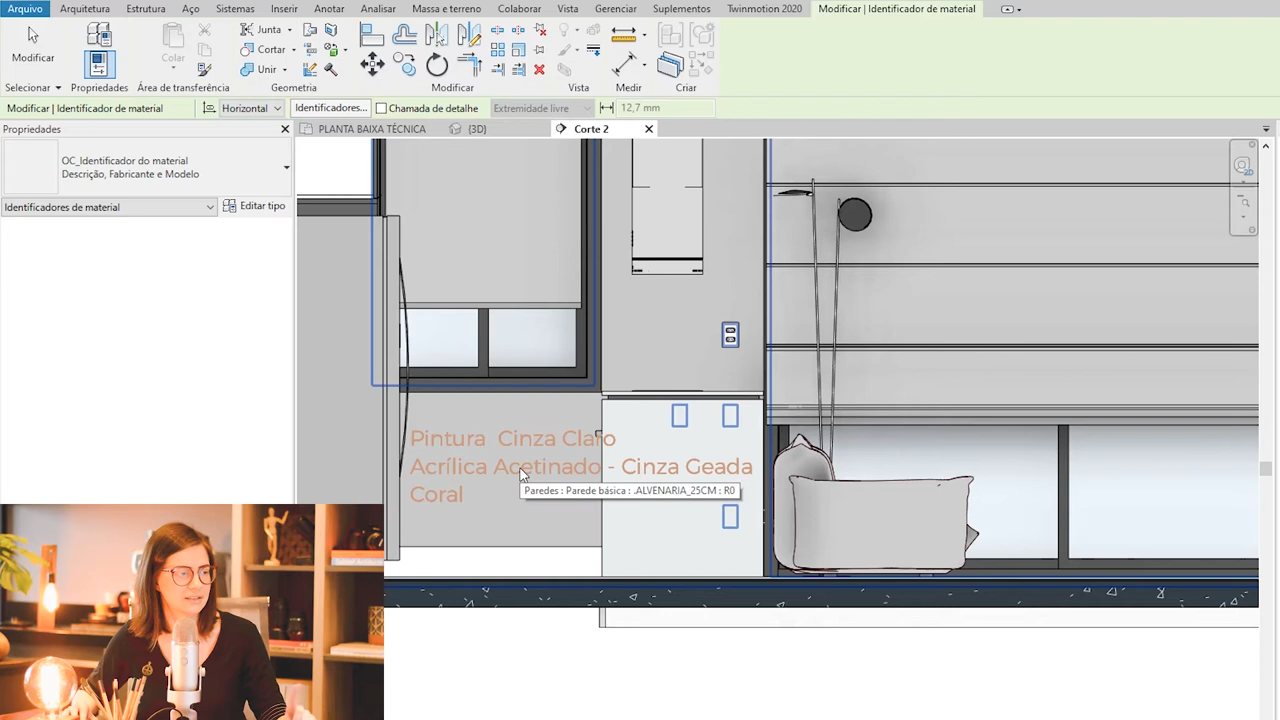 Arquivo Arquitetura Estrutura Aço Sistemas Inserir Anotar Analisar Massa e terreno Colaborar Vista Gerenciar Suplementos Twinmotion 2020 Modificar | Identificador de material
Modificar
Colar
Junta
Cortar
Unir
Selecionar Propriedades Área de transferência Geometria Modificar Vista Medir Criar
Modificar | Identificador de material Horizontal Identificadores... Chamada de detalhe Extremidade livre 12,7 mm
Propriedades
PLANTA BAIXA TÉCNICA {3D} Corte 2
OC_Identificador do material
Descrição, Fabricante e Modelo
Identificadores de material Editar tipo
2D
Pintura Cinza Claro
Acrílica Acetinado - Cinza Geada
Coral
Paredes : Parede básica : .ALVENARIA_25CM : R0